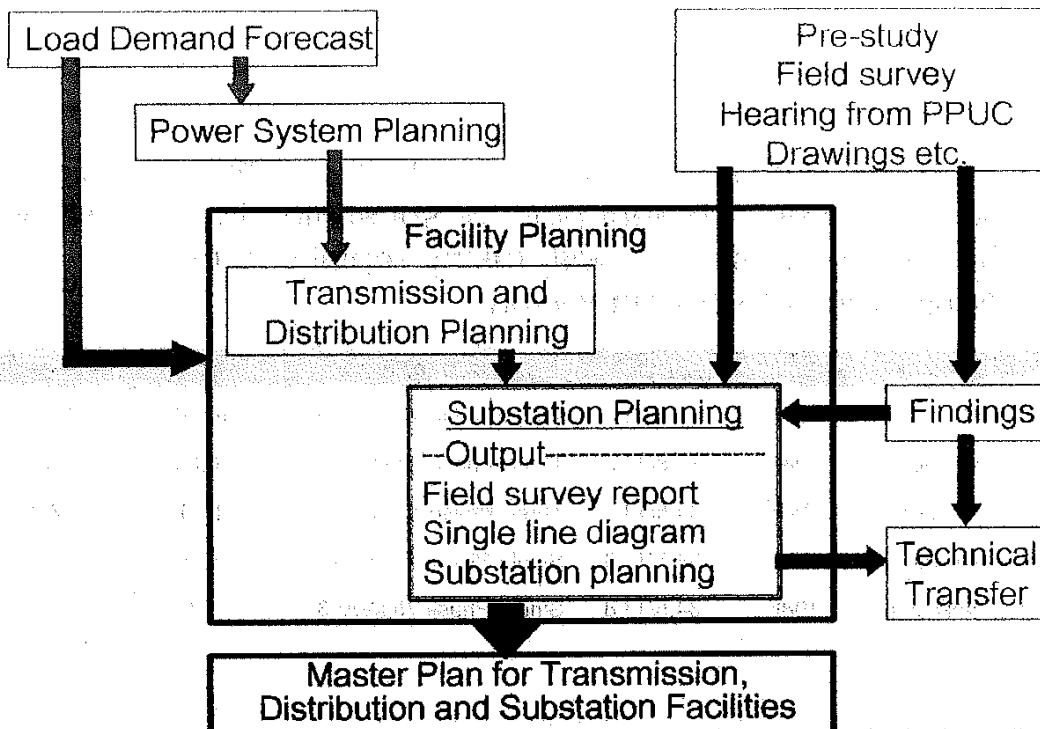 Load Demand Forecast
Power System Planning
Pre-study
Field survey
Hearing from PPUC
Drawings etc.
Facility Planning
Transmission and
Distribution Planning
Substation Planning
--Output----------------------
Field survey report
Single line diagram
Substation planning
Findings
Technical
Transfer
Master Plan for Transmission,
Distribution and Substation Facilities